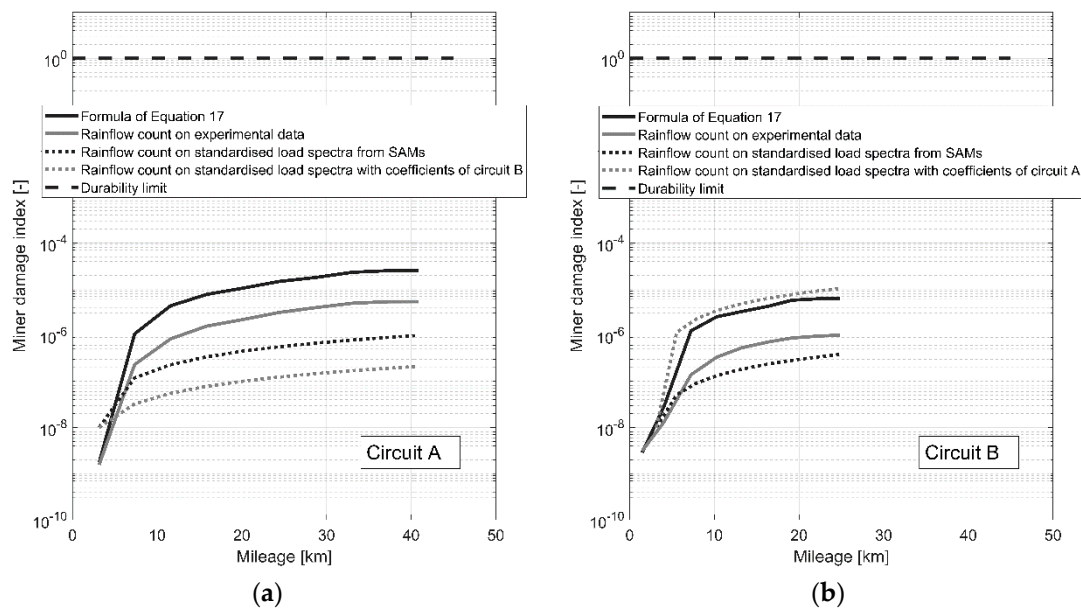 10^0
Formula of Equation 17
Rainflow count on experimental data
Rainflow count on standardised load spectra from SAMs
Rainflow count on standardised load spectra with coefficients of circuit B
Durability limit
Miner damage index [-]
10^-4
10^-6
10^-8
10^-10
Circuit A
0 10 20 30 40 50
Mileage [km]
(a)
10^0
Formula of Equation 17
Rainflow count on experimental data
Rainflow count on standardised load spectra from SAMs
Rainflow count on standardised load spectra with coefficients of circuit A
Durability limit
Miner damage index [-]
10^-4
10^-6
10^-8
10^-10
Circuit B
0 10 20 30 40 50
Mileage [km]
(b)